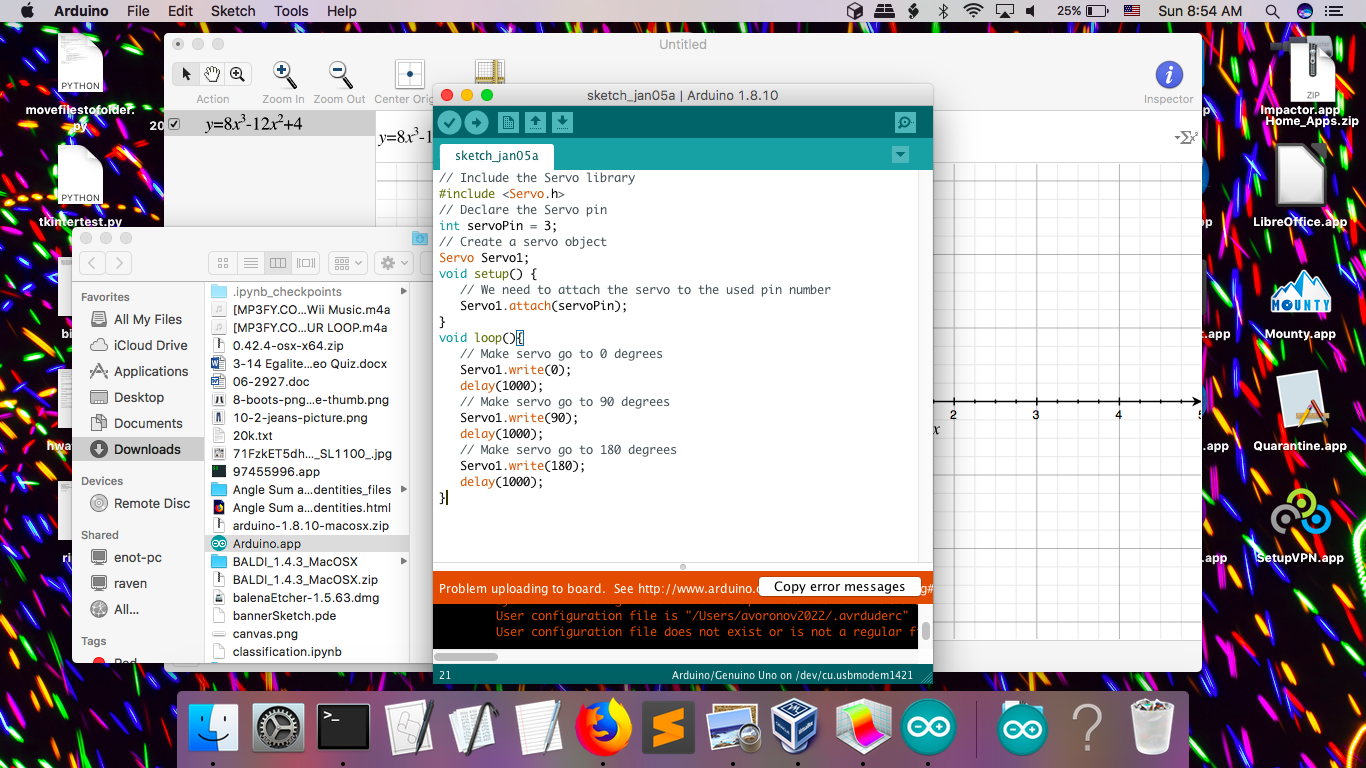 Arduino File Edit Sketch Tools Help
25% Sun 8:54 AM
Untitled
Action Zoom In Zoom Out Center Orig
Inspector
y=8x³-12x²+4
y=8x³-1
Σx²
2 3 4 5
x
sketch_jan05a | Arduino 1.8.10
sketch_jan05a
// Include the Servo library
#include <Servo.h>
// Declare the Servo pin
int servoPin = 3;
// Create a servo object
Servo Servo1;
void setup() {
// We need to attach the servo to the used pin number
Servo1.attach(servoPin);
}
void loop(){
// Make servo go to 0 degrees
Servo1.write(0);
delay(1000);
// Make servo go to 90 degrees
Servo1.write(90);
delay(1000);
// Make servo go to 180 degrees
Servo1.write(180);
delay(1000);
}
Problem uploading to board. See http://www.arduino.c
Copy error messages
g#
User configuration file is "/Users/avoronov2022/.avrduderc"
User configuration file does not exist or is not a regular f
21
Arduino/Genuino Uno on /dev/cu.usbmodem1421
Favorites
All My Files
iCloud Drive
Applications
Desktop
Documents
Downloads
Devices
Remote Disc
Shared
enot-pc
raven
All...
Tags
Red
.ipynb_checkpoints
[MP3FY.CO...Wii Music.m4a
[MP3FY.CO...UR LOOP.m4a
0.42.4-osx-x64.zip
3-14 Egalite...eo Quiz.docx
06-2927.doc
8-boots-png...e-thumb.png
10-2-jeans-picture.png
20k.txt
71FzkET5dh..._SL1100_.jpg
97455996.app
Angle Sum a...dentities_files
Angle Sum a...dentities.html
arduino-1.8.10-macosx.zip
Arduino.app
BALDI_1.4.3_MacOSX
BALDI_1.4.3_MacOSX.zip
balenaEtcher-1.5.63.dmg
bannerSketch.pde
canvas.png
classification.ipynb
PYTHON
movefilestofolder.
py
20
PYTHON
tkintertest.py
bi
hwa
ri
ZIP
Impactor.app
Home_Apps.zip
LibreOffice.app
MOUNTY
Mounty.app
Quarantine.app
SetupVPN.app